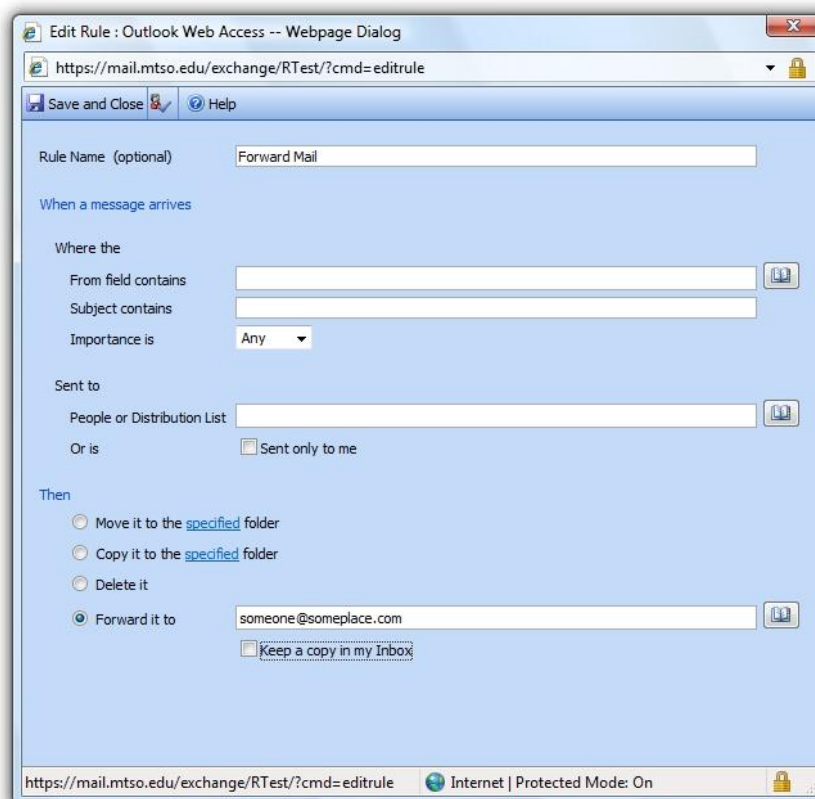 Edit Rule : Outlook Web Access -- Webpage Dialog
X
https://mail.mtso.edu/exchange/RTest/?cmd=editrule
Save and Close Help
Rule Name (optional) Forward Mail
When a message arrives
Where the
From field contains
Subject contains
Importance is Any
Sent to
People or Distribution List
Or is Sent only to me
Then
Move it to the specified folder
Copy it to the specified folder
Delete it
Forward it to someone@someplace.com
Keep a copy in my Inbox
https://mail.mtso.edu/exchange/RTest/?cmd=editrule Internet | Protected Mode: On